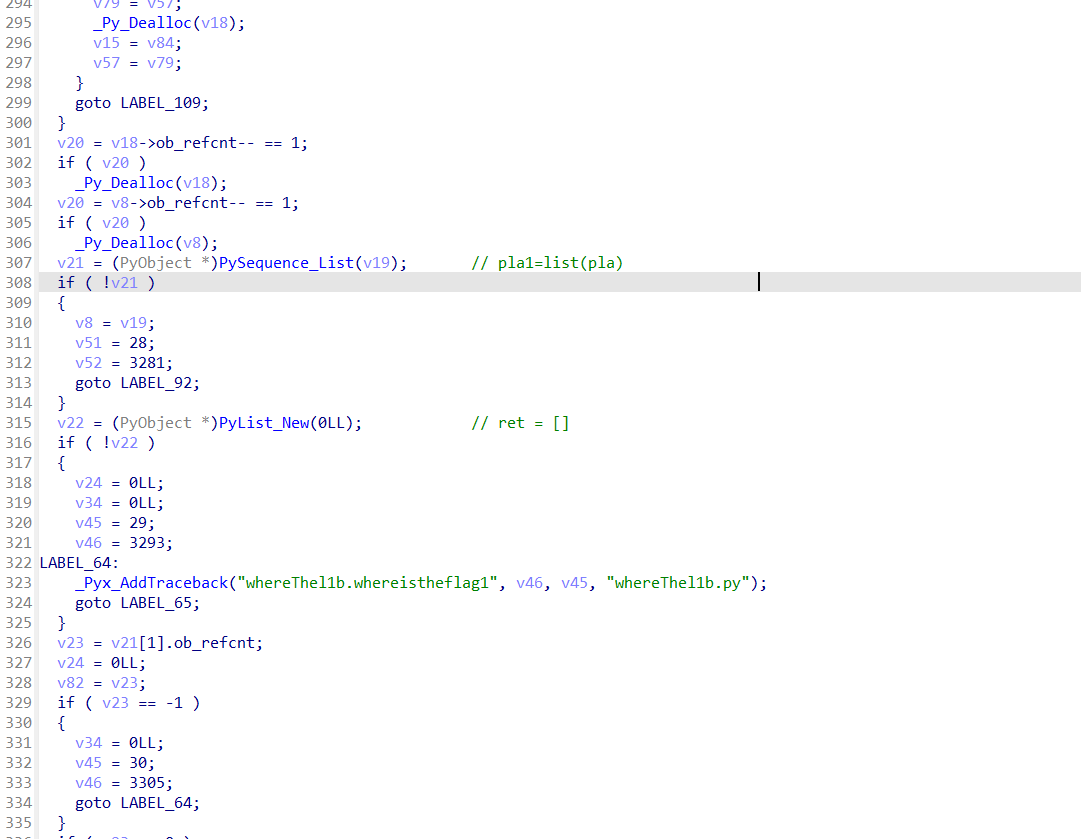 294 v79 = v57;
295 _Py_Dealloc(v18);
296 v15 = v84;
297 v57 = v79;
298 }
299 goto LABEL_109;
300 }
301 v20 = v18->ob_refcnt-- == 1;
302 if ( v20 )
303 _Py_Dealloc(v18);
304 v20 = v8->ob_refcnt-- == 1;
305 if ( v20 )
306 _Py_Dealloc(v8);
307 v21 = (PyObject *)PySequence_List(v19); // pla1=list(pla)
308 if ( !v21 )
309 {
310 v8 = v19;
311 v51 = 28;
312 v52 = 3281;
313 goto LABEL_92;
314 }
315 v22 = (PyObject *)PyList_New(0LL); // ret = []
316 if ( !v22 )
317 {
318 v24 = 0LL;
319 v34 = 0LL;
320 v45 = 29;
321 v46 = 3293;
322 LABEL_64:
323 _Pyx_AddTraceback("whereThel1b.whereistheflag1", v46, v45, "whereThel1b.py");
324 goto LABEL_65;
325 }
326 v23 = v21[1].ob_refcnt;
327 v24 = 0LL;
328 v82 = v23;
329 if ( v23 == -1 )
330 {
331 v34 = 0LL;
332 v45 = 30;
333 v46 = 3305;
334 goto LABEL_64;
335 }